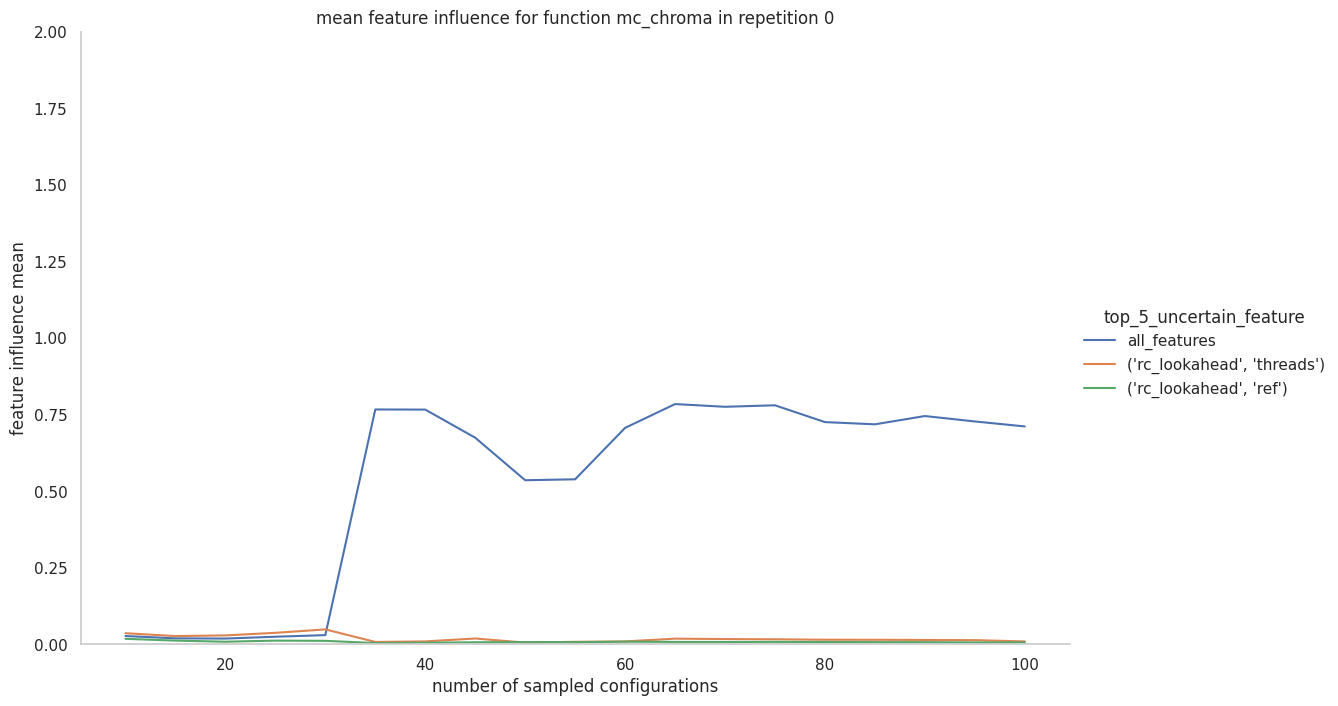 mean feature influence for function mc_chroma in repetition 0
2.00
1.75
1.50
1.25
1.00
0.75
0.50
0.25
0.00
feature influence mean
20
40
60
80
100
number of sampled configurations
top_5_uncertain_feature
all_features
('rc_lookahead', 'threads')
('rc_lookahead', 'ref')